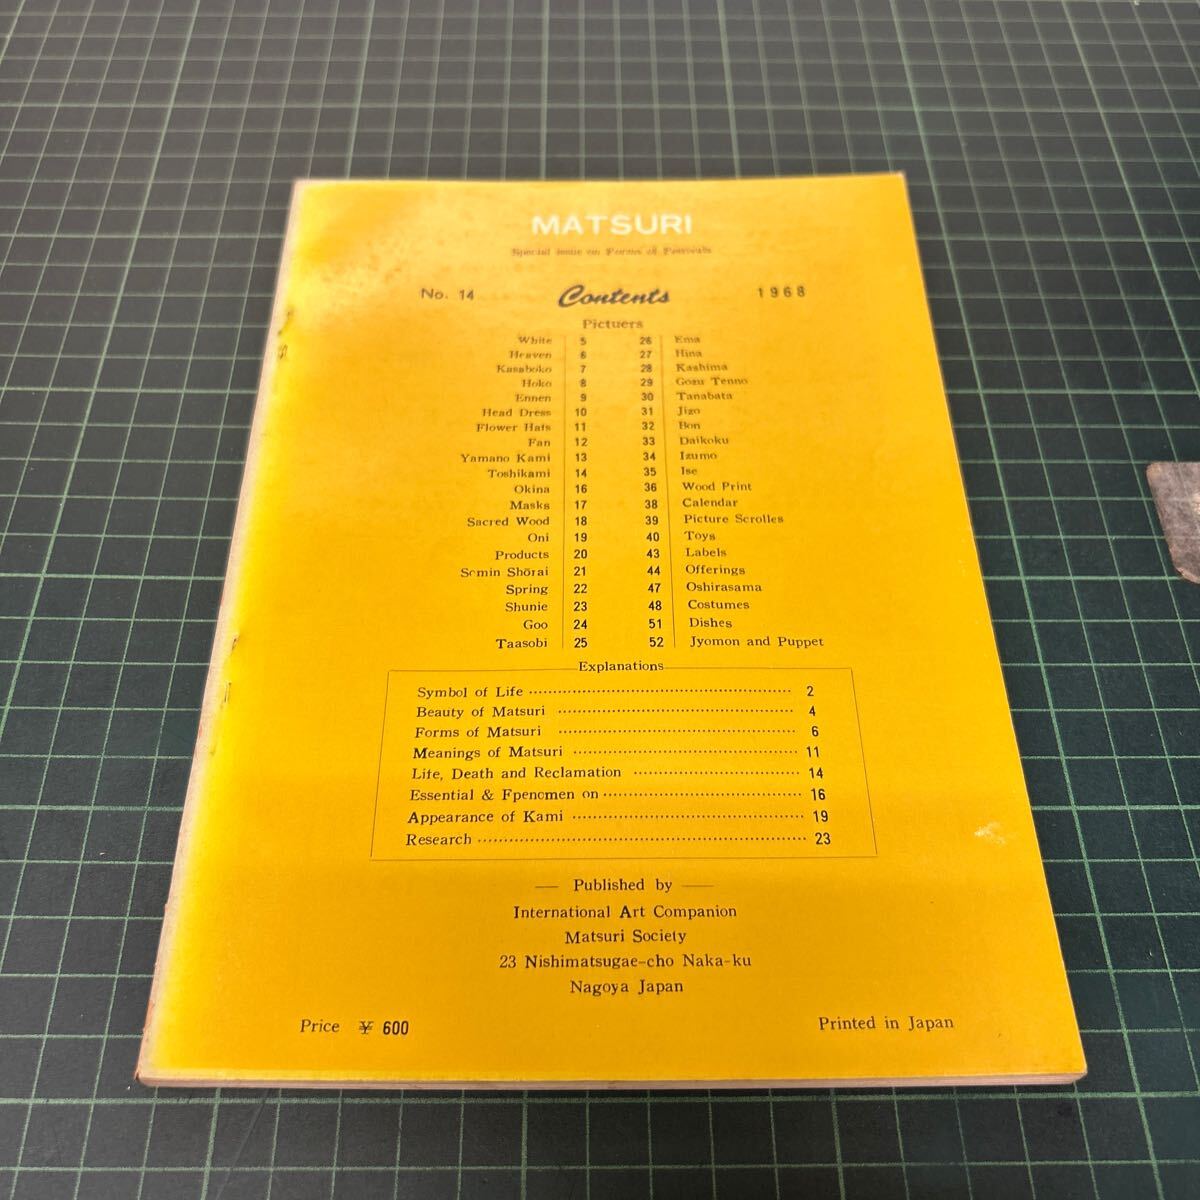 MATSURI
Special issue on Forms of Festivals
No. 14 Contents 1968
Pictuers
White 5 26 Ema
Heaven 6 27 Hina
Kasaboko 7 28 Kashima
Hoko 8 29 Gozu Tenno
Ennen 9 30 Tanabata
Head Dress 10 31 Jizo
Flower Hats 11 32 Bon
Fan 12 33 Daikoku
Yamano Kami 13 34 Izumo
Toshikami 14 35 Ise
Okina 16 36 Wood Print
Masks 17 38 Calendar
Sacred Wood 18 39 Picture Scrolles
Oni 19 40 Toys
Products 20 43 Labels
Somin Shōrai 21 44 Offerings
Spring 22 47 Oshirasama
Shunie 23 48 Costumes
Goo 24 51 Dishes
Taasobi 25 52 Jyomon and Puppet
Explanations
Symbol of Life 2
Beauty of Matsuri 4
Forms of Matsuri 6
Meanings of Matsuri 11
Life, Death and Reclamation 14
Essential & Fpenomen on 16
Appearance of Kami 19
Research 23
— Published by —
International Art Companion
Matsuri Society
23 Nishimatsugae-cho Naka-ku
Nagoya Japan
Price ¥ 600 Printed in Japan